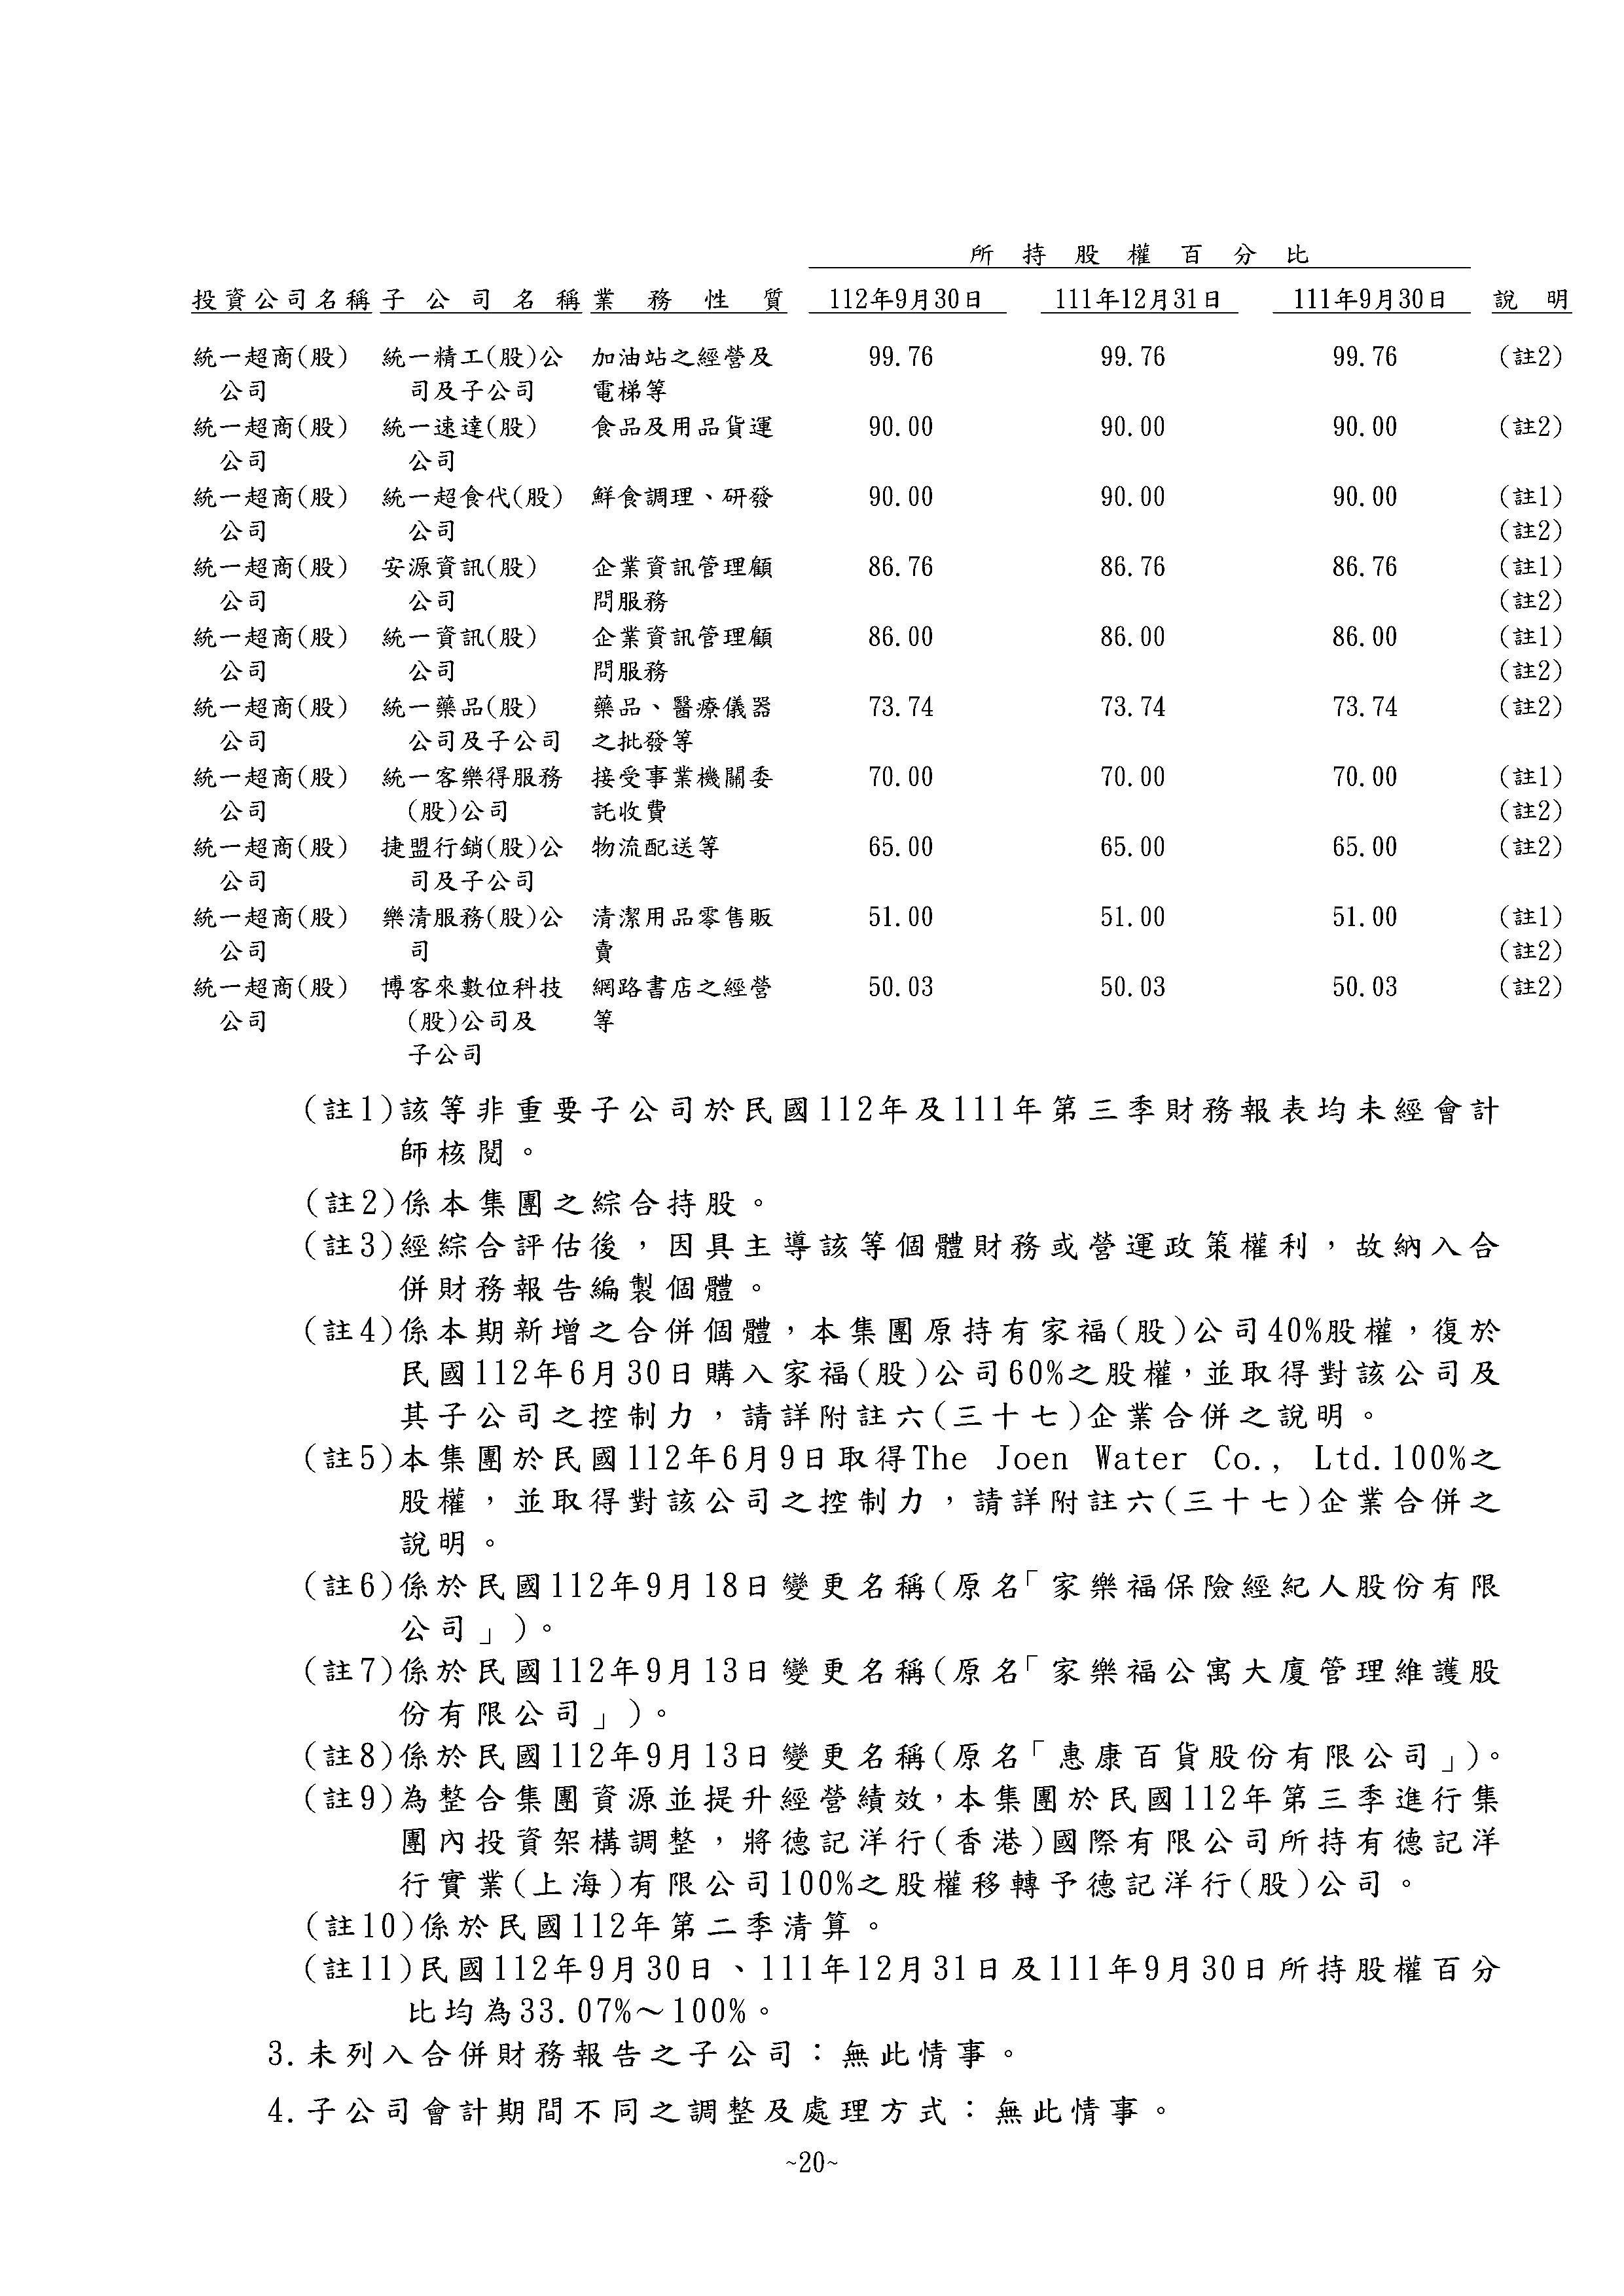 所持股權百分比
投資公司名稱 子公司名稱 業務性質 112年9月30日 111年12月31日 111年9月30日 說明
統一超商(股) 統一精工(股)公 加油站之經營及 99.76 99.76 99.76 (註2)
公司 司及子公司 電梯等
統一超商(股) 統一速達(股) 食品及用品貨運 90.00 90.00 90.00 (註2)
公司 公司
統一超商(股) 統一超食代(股) 鮮食調理、研發 90.00 90.00 90.00 (註1)
公司 公司 (註2)
統一超商(股) 安源資訊(股) 企業資訊管理顧 86.76 86.76 86.76 (註1)
公司 公司 問服務 (註2)
統一超商(股) 統一資訊(股) 企業資訊管理顧 86.00 86.00 86.00 (註1)
公司 公司 問服務 (註2)
統一超商(股) 統一藥品(股) 藥品、醫療儀器 73.74 73.74 73.74 (註2)
公司 公司及子公司 之批發等
統一超商(股) 統一客樂得服務 接受事業機關委 70.00 70.00 70.00 (註1)
公司 (股)公司 託收費 (註2)
統一超商(股) 捷盟行銷(股)公 物流配送等 65.00 65.00 65.00 (註2)
公司 司及子公司
統一超商(股) 樂清服務(股)公 清潔用品零售販 51.00 51.00 51.00 (註1)
公司 司 賣 (註2)
統一超商(股) 博客來數位科技 網路書店之經營 50.03 50.03 50.03 (註2)
公司 (股)公司及 等
子公司
(註1)該等非重要子公司於民國112年及111年第三季財務報表均未經會計
師核閱。
(註2)係本集團之綜合持股。
(註3)經綜合評估後，因具主導該等個體財務或營運政策權利，故納入合
併財務報告編製個體。
(註4)係本期新增之合併個體，本集團原持有家福(股)公司40%股權，復於
民國112年6月30日購入家福(股)公司60%之股權，並取得對該公司及
其子公司之控制力，請詳附註六(三十七)企業合併之說明。
(註5)本集團於民國112年6月9日取得The Joen Water Co., Ltd.100%之
股權，並取得對該公司之控制力，請詳附註六(三十七)企業合併之
說明。
(註6)係於民國112年9月18日變更名稱(原名「家樂福保險經紀人股份有限
公司」)。
(註7)係於民國112年9月13日變更名稱(原名「家樂福公寓大廈管理維護股
份有限公司」)。
(註8)係於民國112年9月13日變更名稱(原名「惠康百貨股份有限公司」)。
(註9)為整合集團資源並提升經營績效，本集團於民國112年第三季進行集
團內投資架構調整，將德記洋行(香港)國際有限公司所持有德記洋
行實業(上海)有限公司100%之股權移轉予德記洋行(股)公司。
(註10)係於民國112年第二季清算。
(註11)民國112年9月30日、111年12月31日及111年9月30日所持股權百分
比均為33.07%～100%。
3.未列入合併財務報告之子公司：無此情事。
4.子公司會計期間不同之調整及處理方式：無此情事。
~20~